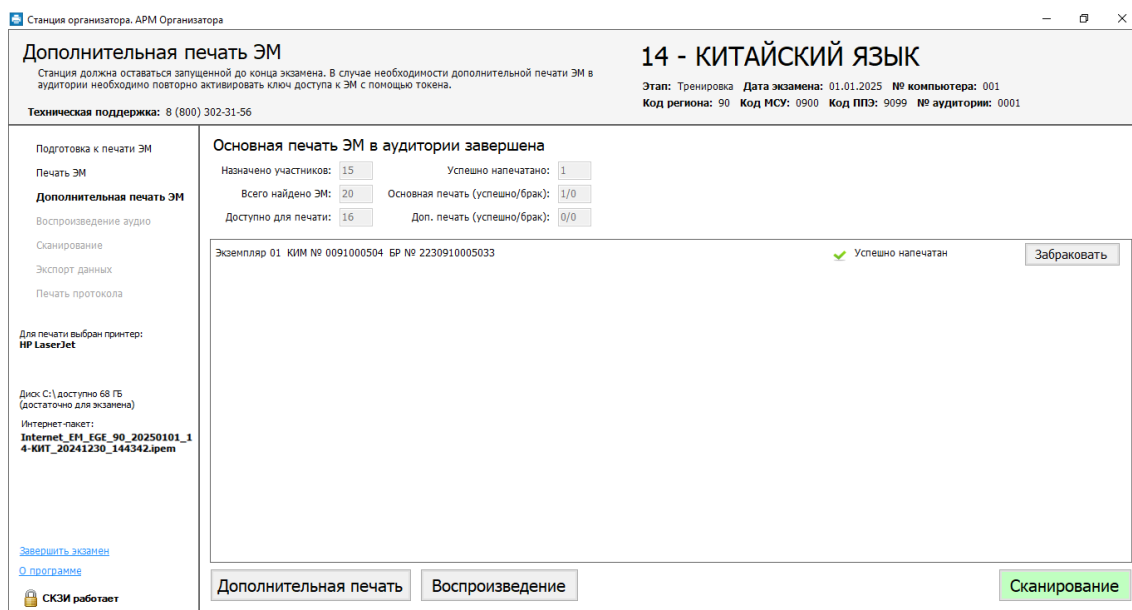 Станция организатора. АРМ Организатора
Дополнительная печать ЭМ
Станция должна оставаться запущенной до конца экзамена. В случае необходимости дополнительной печати ЭМ в
аудитории необходимо повторно активировать ключ доступа к ЭМ с помощью токена.
Техническая поддержка: 8 (800) 302-31-56
14 - КИТАЙСКИЙ ЯЗЫК
Этап: Тренировка Дата экзамена: 01.01.2025 № компьютера: 001
Код региона: 90 Код МСУ: 0900 Код ППЭ: 9099 № аудитории: 0001
Подготовка к печати ЭМ
Печать ЭМ
Дополнительная печать ЭМ
Воспроизведение аудио
Сканирование
Экспорт данных
Печать протокола
Для печати выбран принтер:
HP LaserJet
Диск C:\ доступно 68 ГБ
(достаточно для экзамена)
Интернет-пакет:
Internet_EM_EGE_90_20250101_1
4-КИТ_20241230_144342.ipem
Завершить экзамен
О программе
СКЗИ работает
Основная печать ЭМ в аудитории завершена
Назначено участников: 15 Успешно напечатано: 1
Всего найдено ЭМ: 20 Основная печать (успешно/брак): 1/0
Доступно для печати: 16 Доп. печать (успешно/брак): 0/0
Экземпляр 01 КИМ № 0091000504 БР № 2230910005033 Успешно напечатан Забраковать
Дополнительная печать Воспроизведение Сканирование